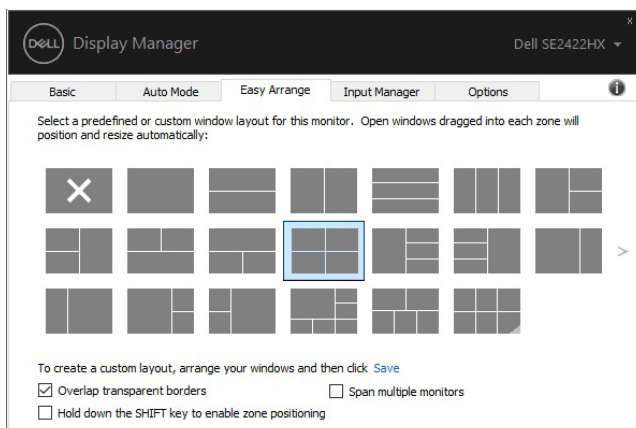 DELL Display Manager Dell SE2422HX
Basic Auto Mode Easy Arrange Input Manager Options
Select a predefined or custom window layout for this monitor. Open windows dragged into each zone will
position and resize automatically:
To create a custom layout, arrange your windows and then click Save
Overlap transparent borders Span multiple monitors
Hold down the SHIFT key to enable zone positioning